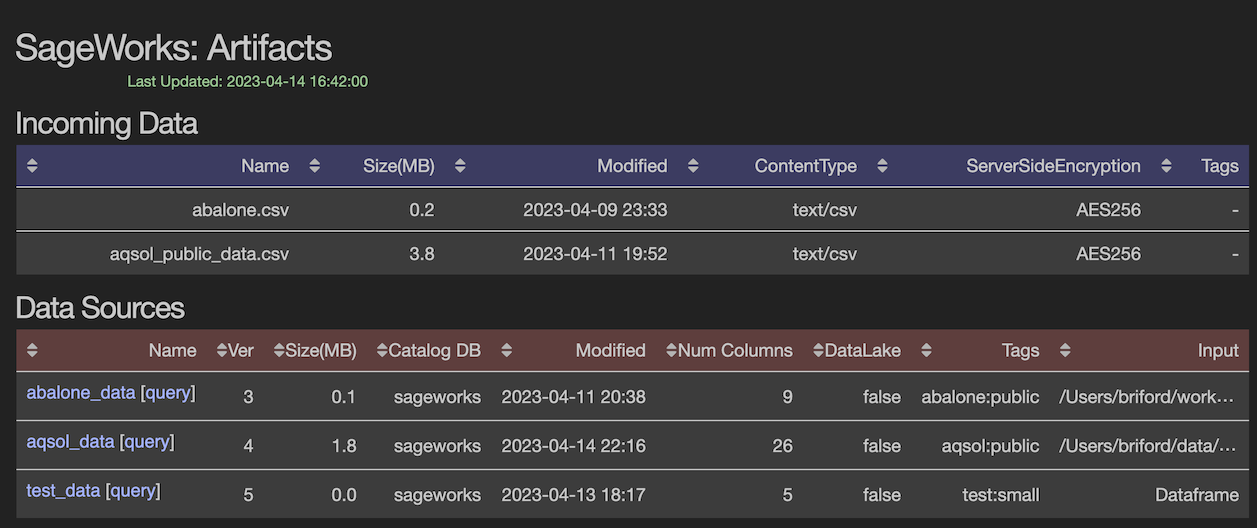 SageWorks: Artifacts
Last Updated: 2023-04-14 16:42:00
Incoming Data
Name Size(MB) Modified ContentType ServerSideEncryption Tags
abalone.csv 0.2 2023-04-09 23:33 text/csv AES256 -
aqsol_public_data.csv 3.8 2023-04-11 19:52 text/csv AES256 -
Data Sources
Name Ver Size(MB) Catalog DB Modified Num Columns DataLake Tags Input
abalone_data [query] 3 0.1 sageworks 2023-04-11 20:38 9 false abalone:public /Users/briford/work...
aqsol_data [query] 4 1.8 sageworks 2023-04-14 22:16 26 false aqsol:public /Users/briford/data/...
test_data [query] 5 0.0 sageworks 2023-04-13 18:17 5 false test:small Dataframe